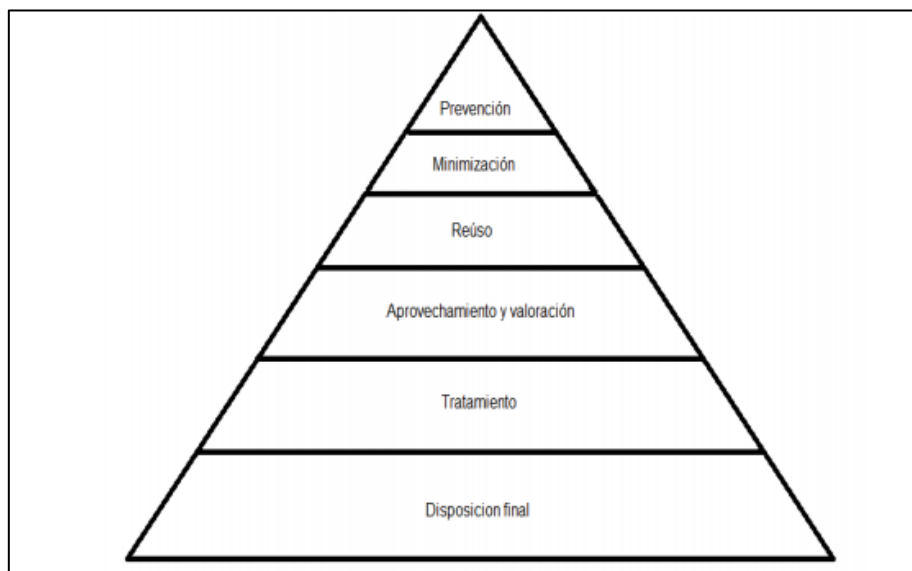 Prevención
Minimización
Reúso
Aprovechamiento y valoración
Tratamiento
Disposicion final